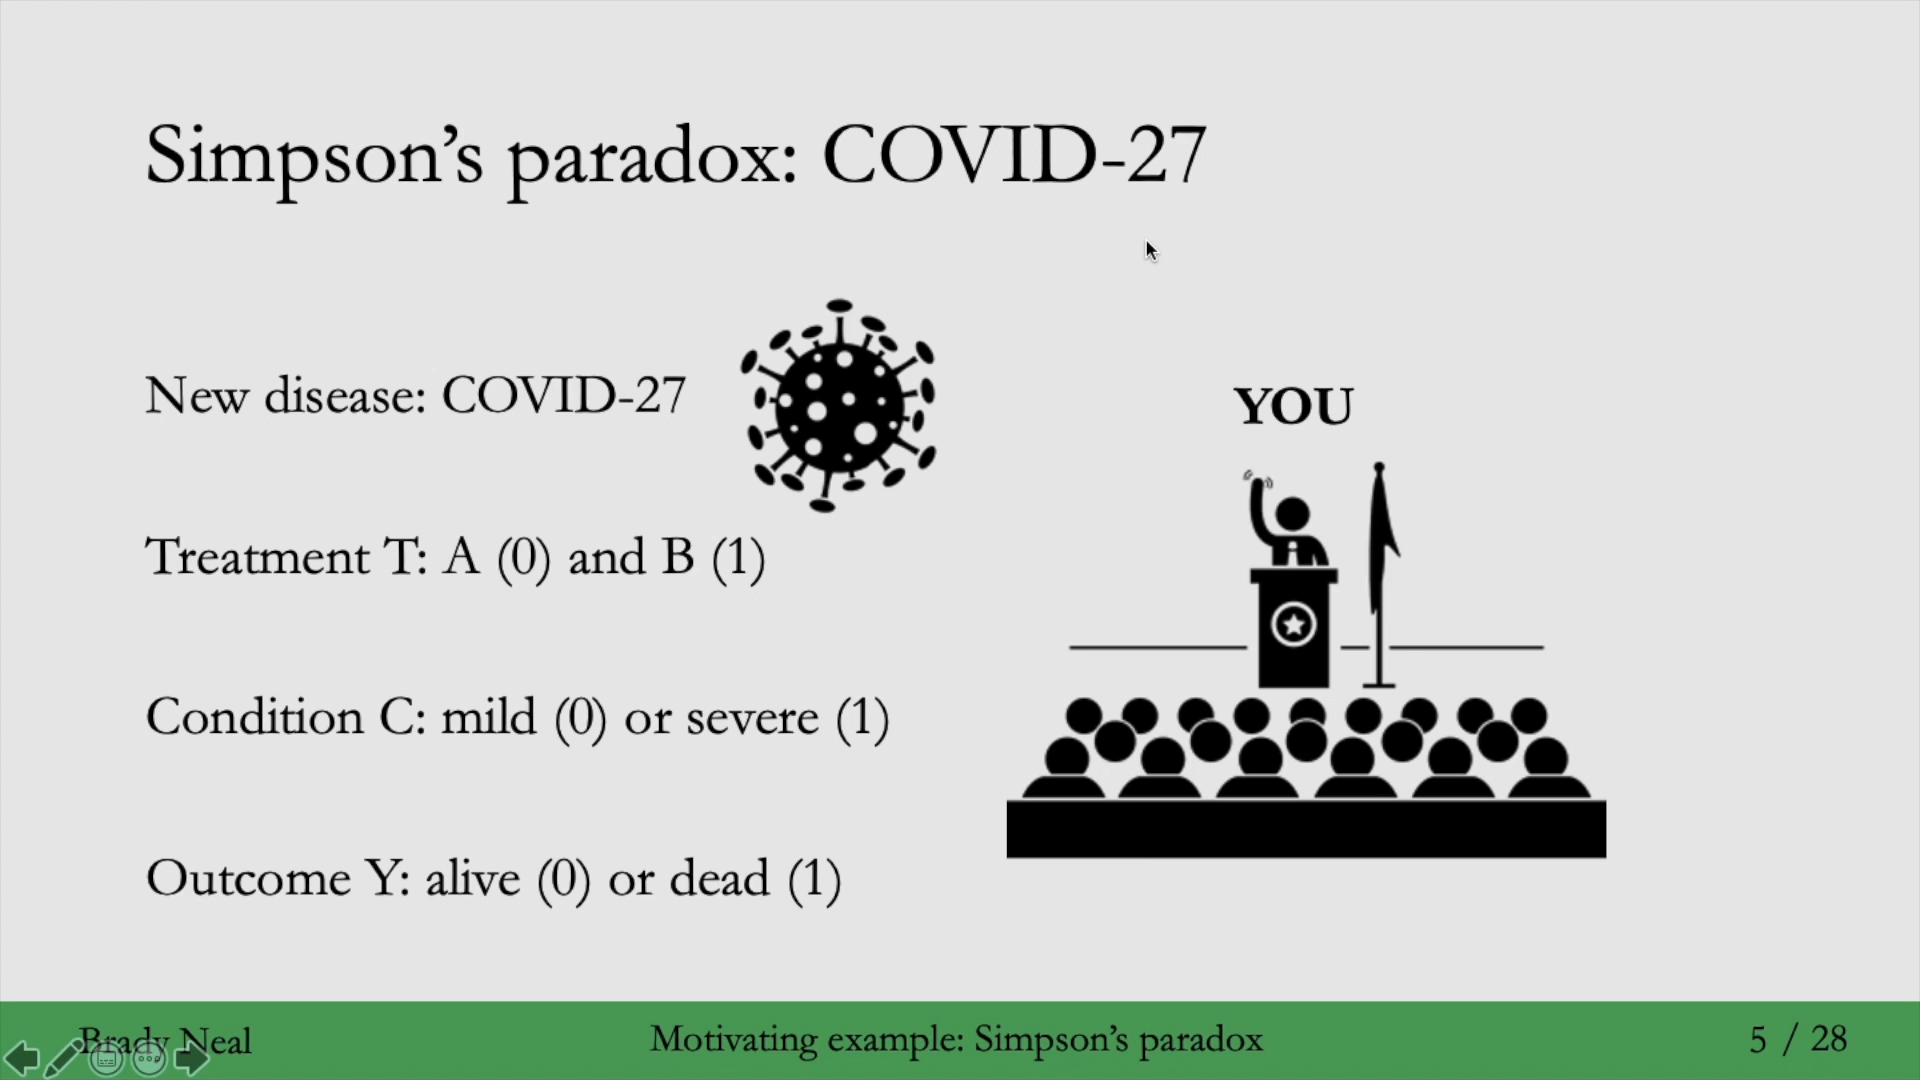 Simpson’s paradox: COVID-27
New disease: COVID-27
YOU
Treatment T: A (0) and B (1)
Condition C: mild (0) or severe (1)
Outcome Y: alive (0) or dead (1)
Brady Neal
Motivating example: Simpson’s paradox
5 / 28